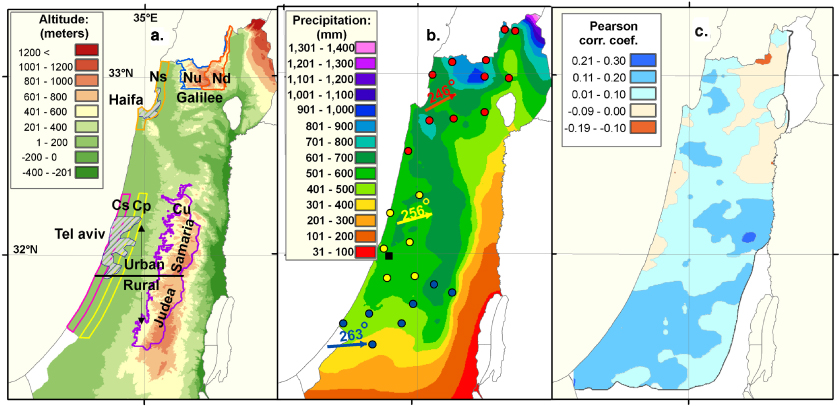 35°E
Altitude:
(meters)
1200 <
1001 - 1200
801 - 1000
601 - 800
401 - 600
201 - 400
1 - 200
-200 - 0
-400 - -201
a.
33°N
Ns
Nu
Nd
Galilee
Haifa
Cs
Cp
Cu
Tel aviv
Samaria
32°N
Urban
Rural
Judea
Precipitation:
(mm)
1,301 - 1,400
1,201 - 1,300
1,101 - 1,200
1,001 - 1,100
901 - 1,000
801 - 900
701 - 800
601 - 700
501 - 600
401 - 500
301 - 400
201 - 300
101 - 200
31 - 100
b.
246
256
263
Pearson
corr. coef.
0.21 - 0.30
0.11 - 0.20
0.01 - 0.10
-0.09 - 0.00
-0.19 - -0.10
c.